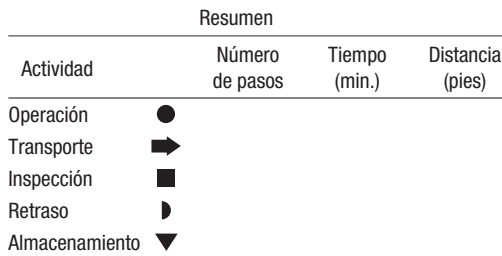 Resumen
Actividad Número de pasos Tiempo (min.) Distancia (pies)
Operación
Transporte
Inspección
Retraso
Almacenamiento